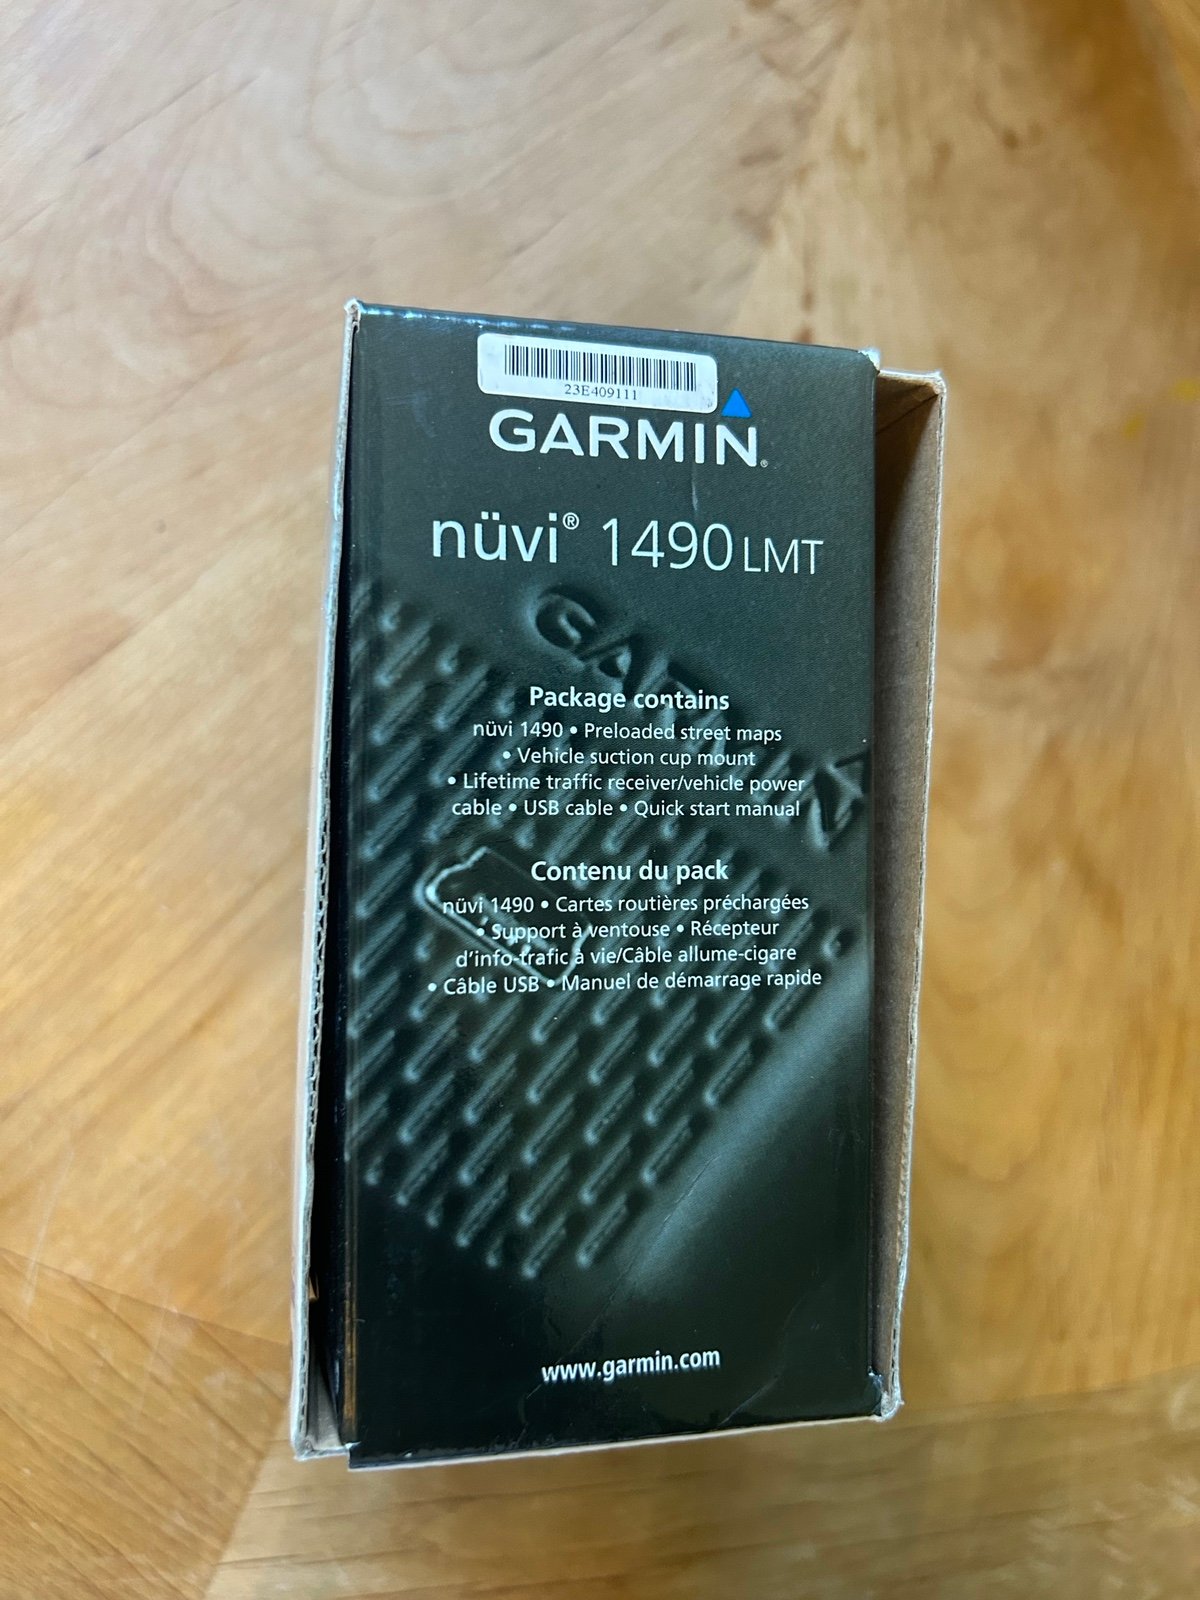 23E409111
GARMIN®
nüvi® 1490LMT
GARMIN
Package contains
nüvi 1490 • Preloaded street maps
• Vehicle suction cup mount
• Lifetime traffic receiver/vehicle power
cable • USB cable • Quick start manual
Contenu du pack
nüvi 1490 • Cartes routières préchargées
• Support à ventouse • Récepteur
d'info-trafic à vie/Câble allume-cigare
• Câble USB • Manuel de démarrage rapide
www.garmin.com